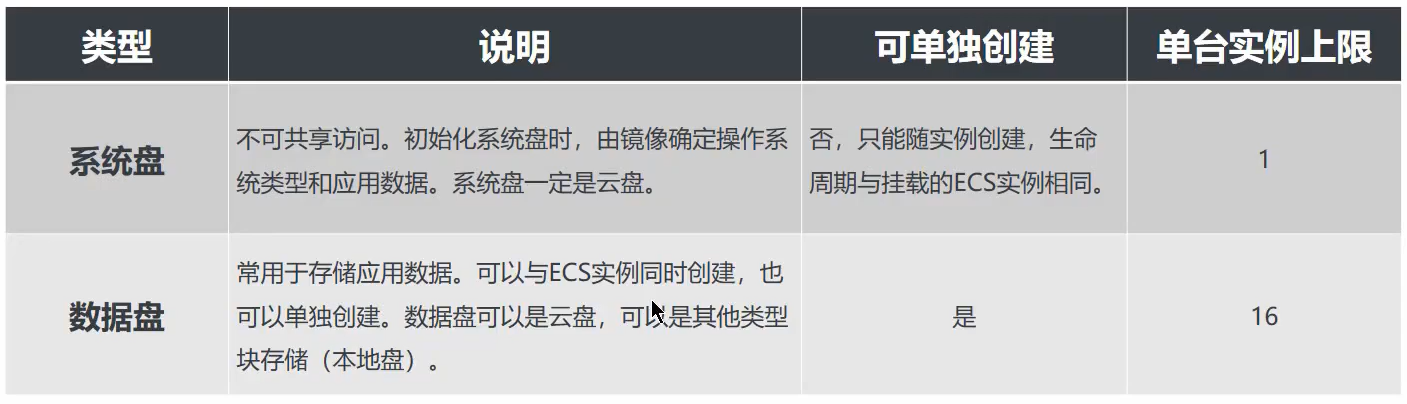 类型
说明
可单独创建
单台实例上限
系统盘
不可共享访问。初始化系统盘时，由镜像确定操作系
统类型和应用数据。系统盘一定是云盘。
否，只能随实例创建，生命
周期与挂载的ECS实例相同。
1
数据盘
常用于存储应用数据。可以与ECS实例同时创建，也
可以单独创建。数据盘可以是云盘，可以是其他类型
块存储（本地盘）。
是
16